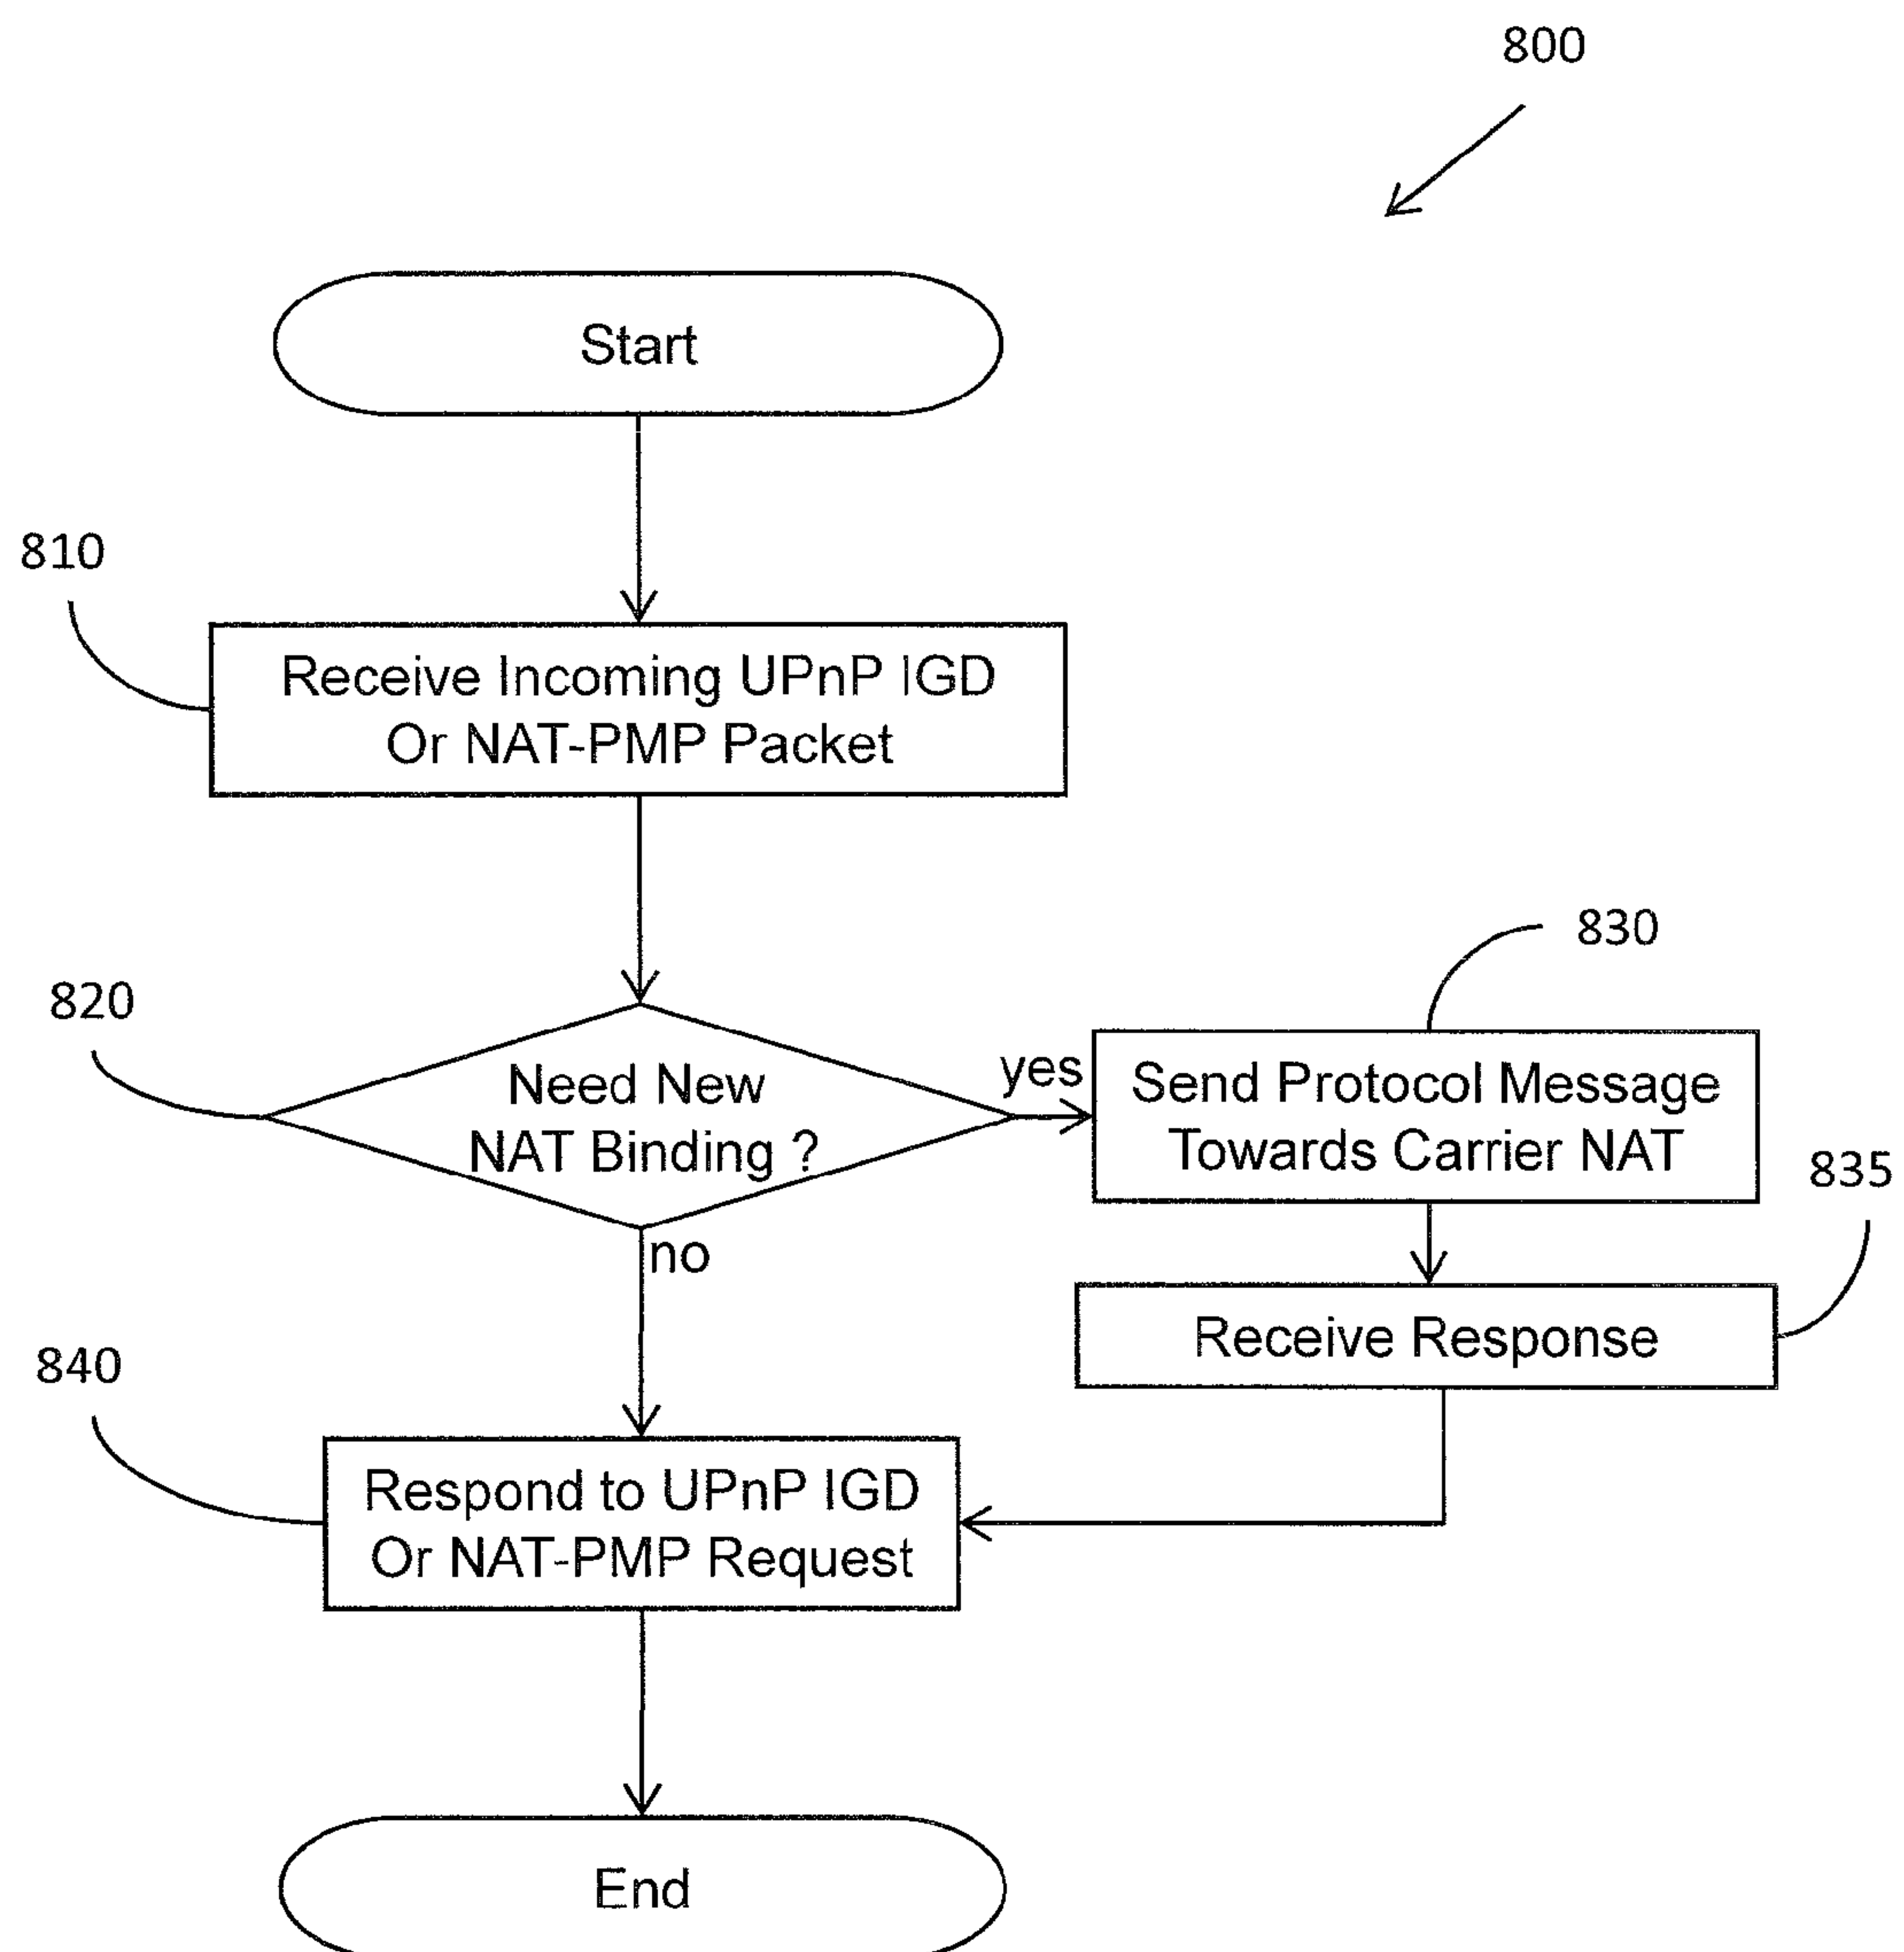 800
Start
810
Receive Incoming UPnP IGD
Or NAT-PMP Packet
820
Need New
NAT Binding ?
yes
830
Send Protocol Message
Towards Carrier NAT
835
Receive Response
no
840
Respond to UPnP IGD
Or NAT-PMP Request
End